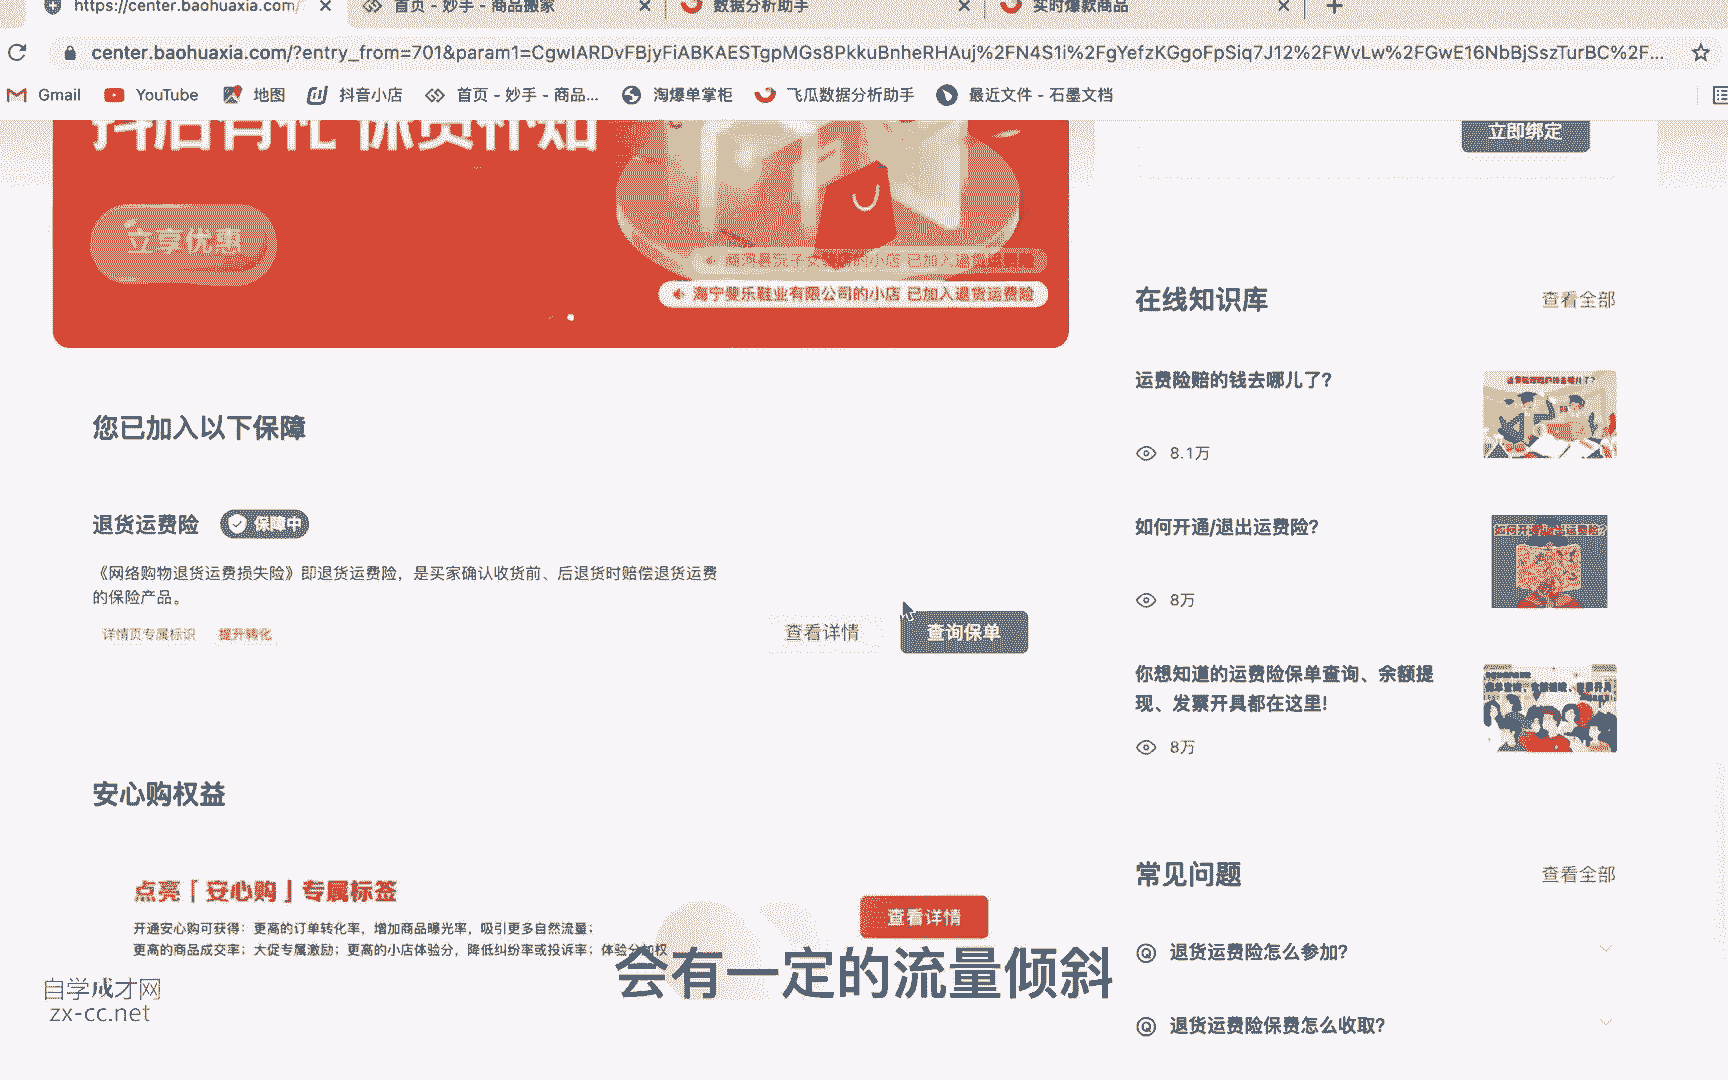 https://center.baohuaxia.com/
首页 - 妙手 - 商品搬家
数据分析助手
实时爆款商品
center.baohuaxia.com/?entry_from=701&param1=CgwIARDvFBjyFiABKAESTgpMGs8PkkuBnheRHAuj%2FN4S1i%2FgYefzKGgoFpSiq7J12%2FWvLw%2FGwE16NbBjSszTurBC%2F...
Gmail
YouTube
地图
抖音小店
首页 - 妙手 - 商品...
淘爆单掌柜
飞瓜数据分析助手
最近文件 - 石墨文档
抖店有礼 保费补贴
立享优惠
海宁曼乐鞋业有限公司的小店 已加入退货运费险
立即绑定
您已加入以下保障
退货运费险
保障中
《网络购物退货运费损失险》即退货运费险，是买家确认收货前、后退货时赔偿退货运费
的保险产品。
详情页专属标识
提升转化
查看详情
查询保单
安心购权益
点亮「安心购」专属标签
开通安心购可获得：更高的订单转化率，增加商品曝光率，吸引更多自然流量；
更高的商品成交率；大促专属激励；更高的小店体验分，降低纠纷率或投诉率；体验分加权
查看详情
在线知识库
查看全部
运费险赔的钱去哪儿了？
8.1万
如何开通/退出运费险？
如何开通/退出运费险？
8万
你想知道的运费险保单查询、余额提
现、发票开具都在这里！
8万
常见问题
查看全部
退货运费险怎么参加？
退货运费险保费怎么收取？
会有一定的流量倾斜
自学成才网
zx-cc.net